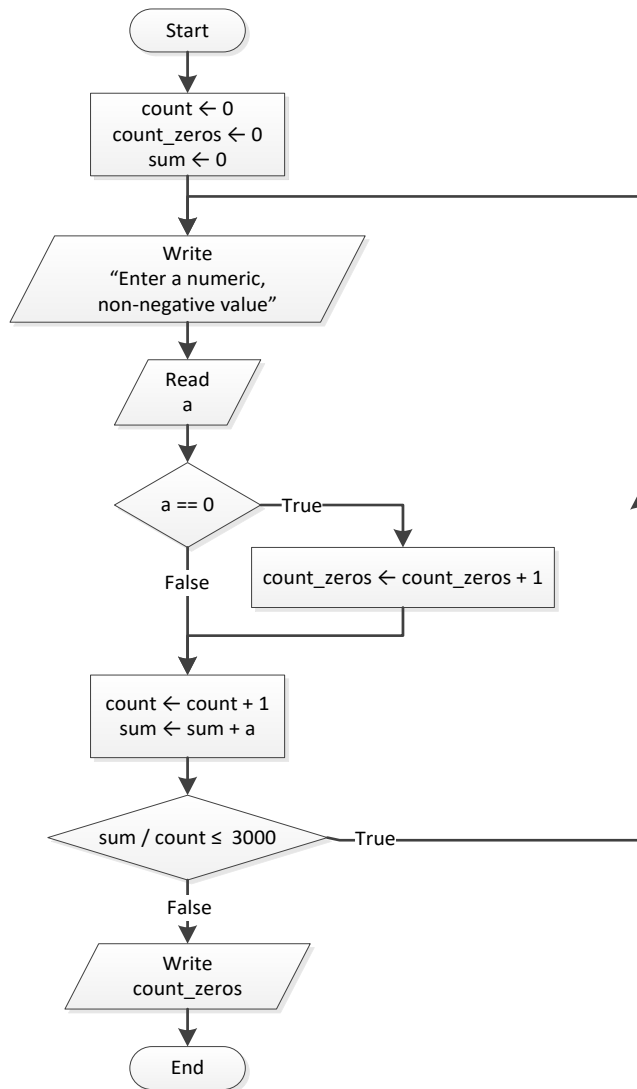 Start
count ← 0
count_zeros ← 0
sum ← 0
Write
“Enter a numeric,
non-negative value”
Read
a
a == 0
True
count_zeros ← count_zeros + 1
False
count ← count + 1
sum ← sum + a
sum / count ≤ 3000
True
False
Write
count_zeros
End